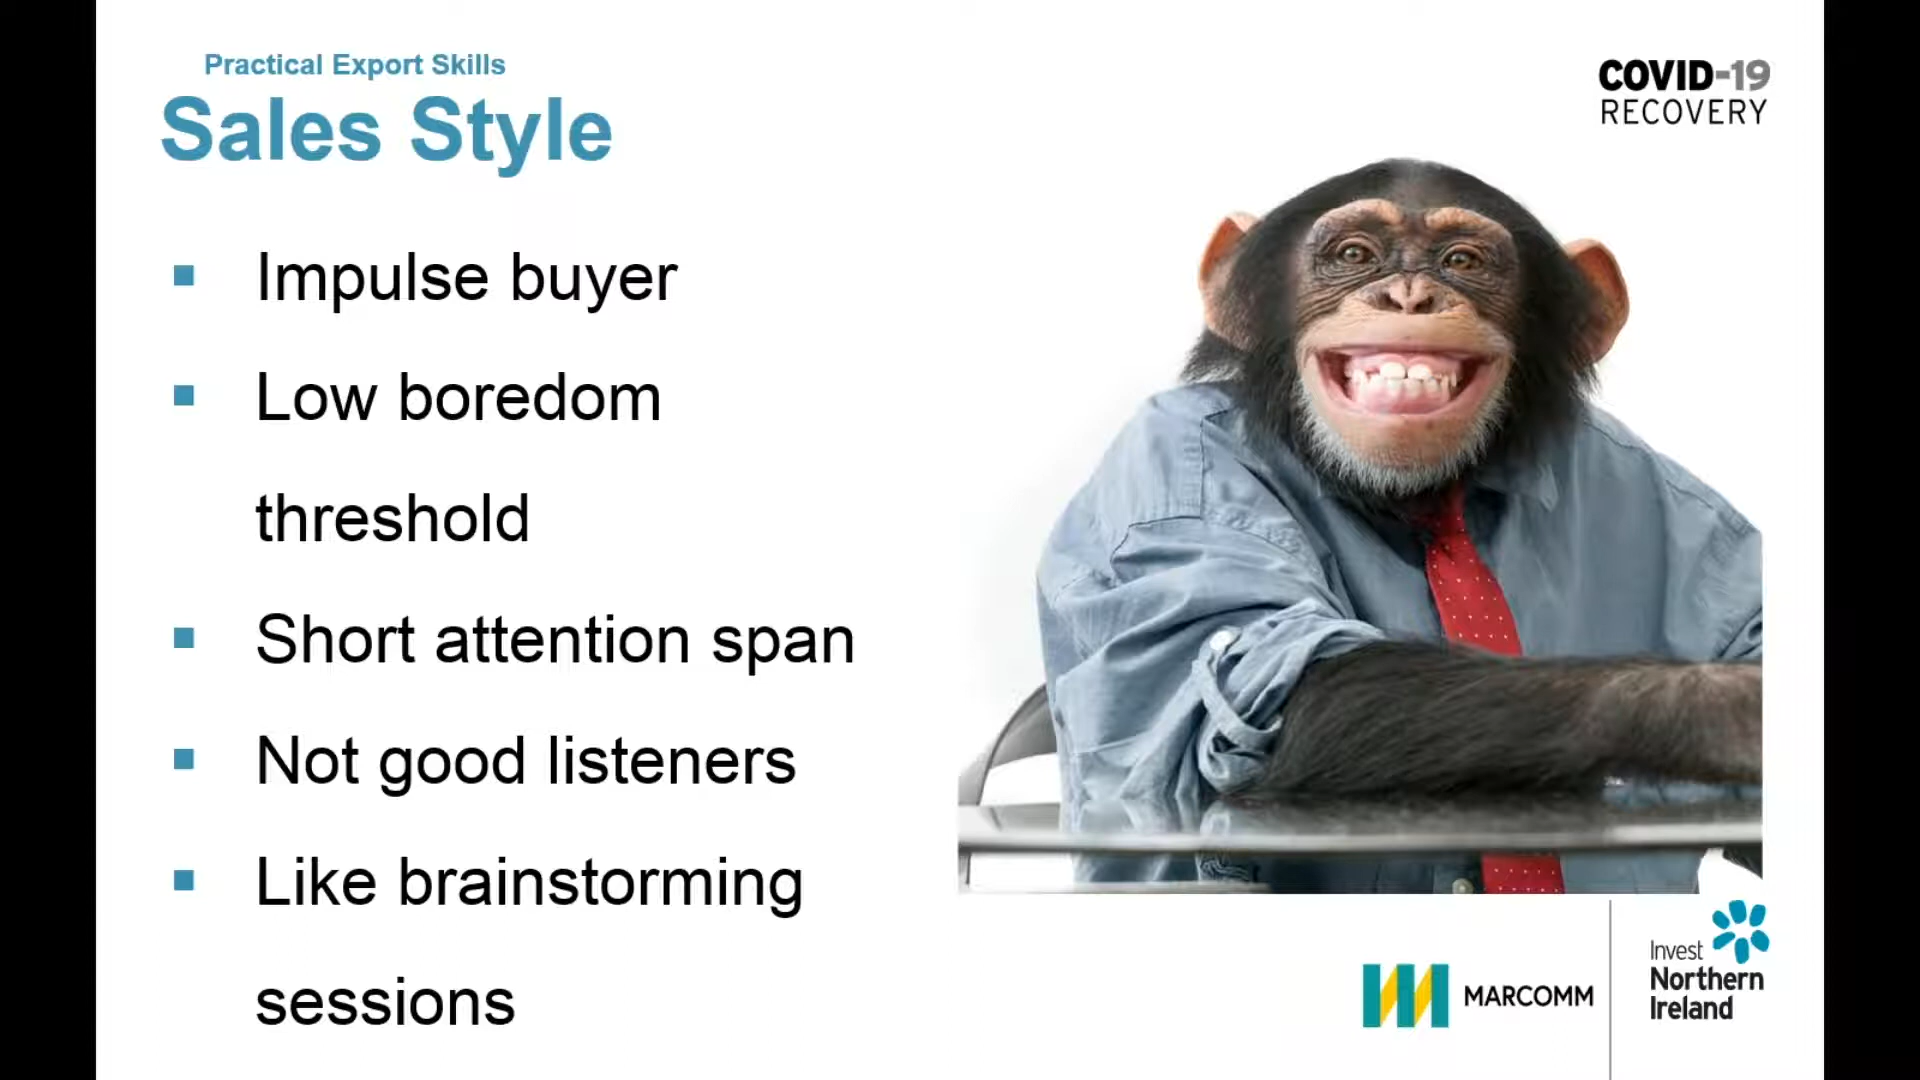 Practical Export Skills
Sales Style
COVID-19
RECOVERY
Impulse buyer
Low boredom
threshold
Short attention span
Not good listeners
Like brainstorming
sessions
MARCOMM
Invest
Northern
Ireland